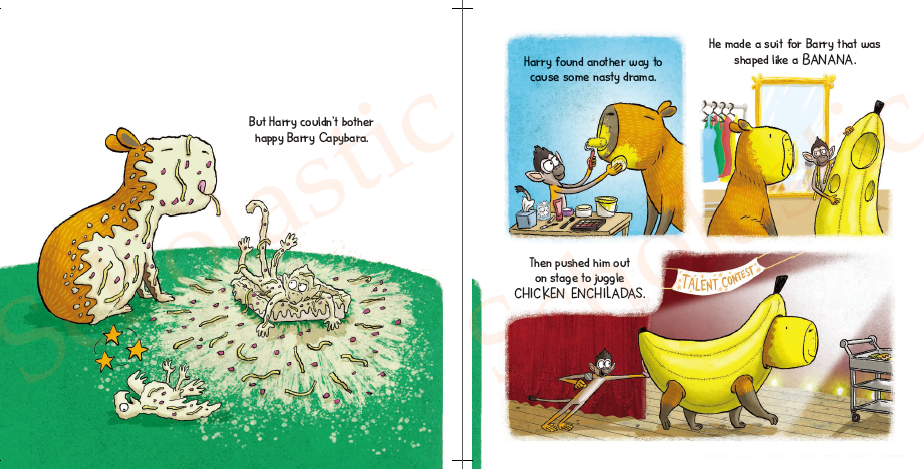 But Harry couldn't bother
happy Barry Capybara.
Harry found another way to
cause some nasty drama.
He made a suit for Barry that was
shaped like a BANANA.
Then pushed him out
on stage to juggle
CHICKEN ENCHILADAS.
TALENT CONTEST
Scholastic
Scholastic